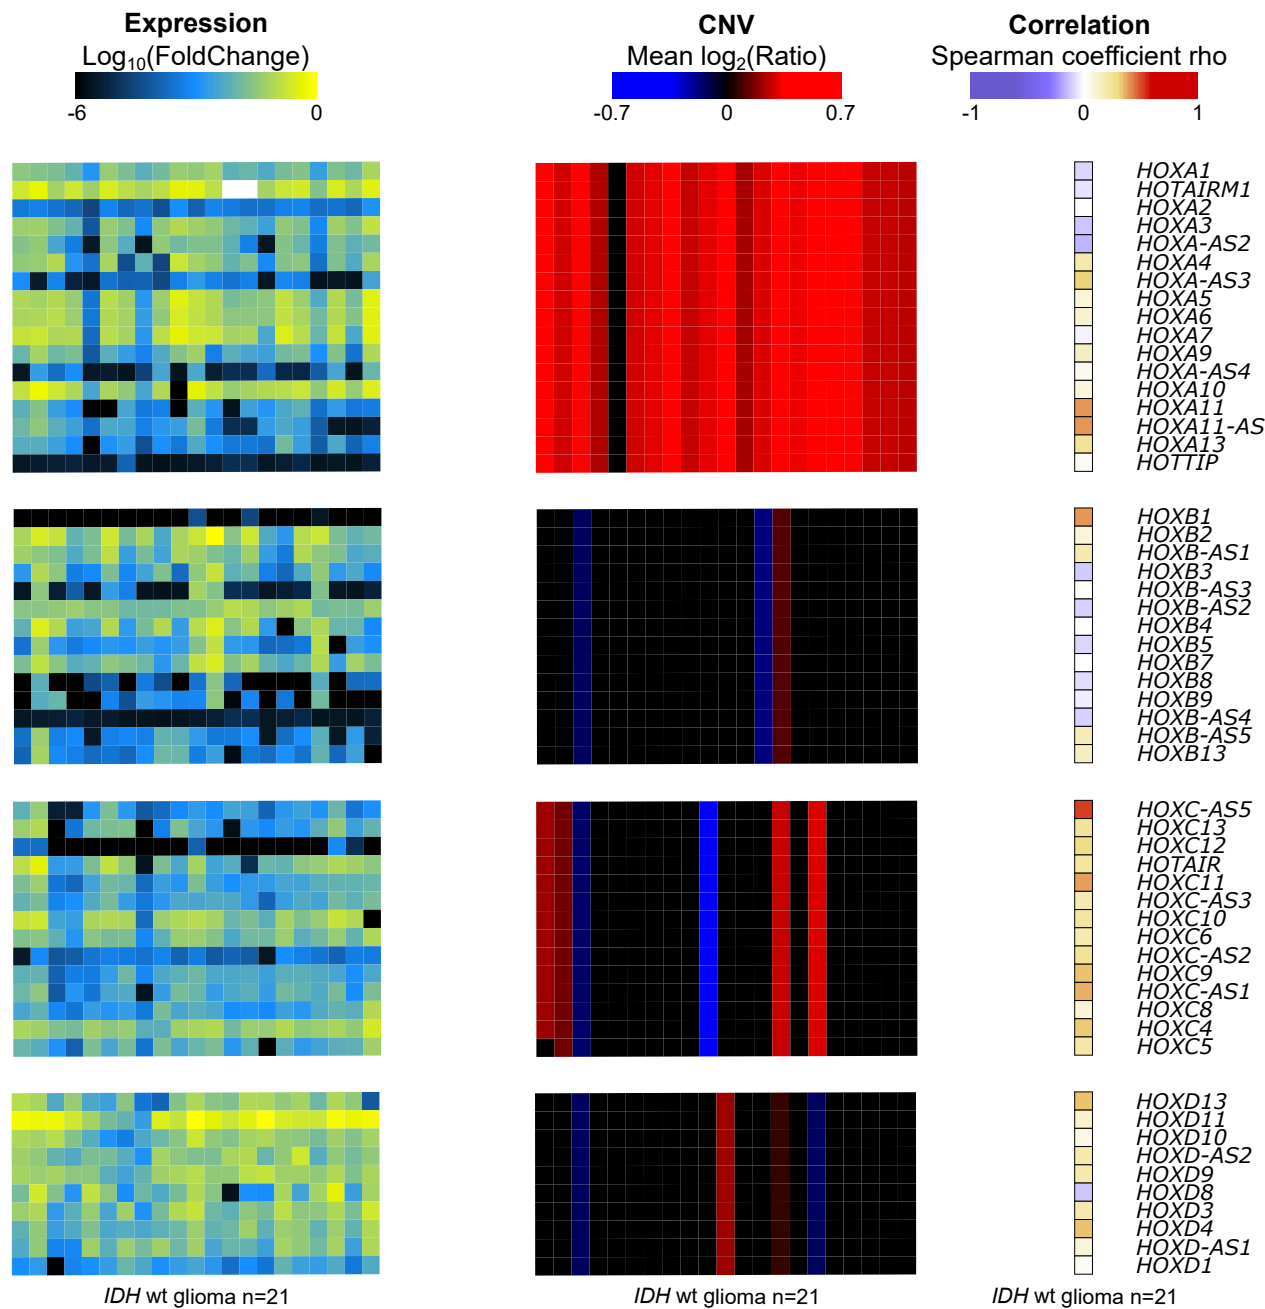 Expression
Log10(FoldChange)
-6
0
CNV
Mean log2(Ratio)
-0.7
0
0.7
Correlation
Spearman coefficient rho
-1
0
1
HOXA1
HOTAIRM1
HOXA2
HOXA3
HOXA-AS2
HOXA4
HOXA-AS3
HOXA5
HOXA6
HOXA7
HOXA9
HOXA-AS4
HOXA10
HOXA11
HOXA11-AS
HOXA13
HOTTIP
HOXB1
HOXB2
HOXB-AS1
HOXB3
HOXB-AS3
HOXB-AS2
HOXB4
HOXB5
HOXB7
HOXB8
HOXB9
HOXB-AS4
HOXB-AS5
HOXB13
HOXC-AS5
HOXC13
HOXC12
HOTAIR
HOXC11
HOXC-AS3
HOXC10
HOXC6
HOXC-AS2
HOXC9
HOXC-AS1
HOXC8
HOXC4
HOXC5
HOXD13
HOXD11
HOXD10
HOXD-AS2
HOXD9
HOXD8
HOXD3
HOXD4
HOXD-AS1
HOXD1
IDH wt glioma n=21
IDH wt glioma n=21
IDH wt glioma n=21